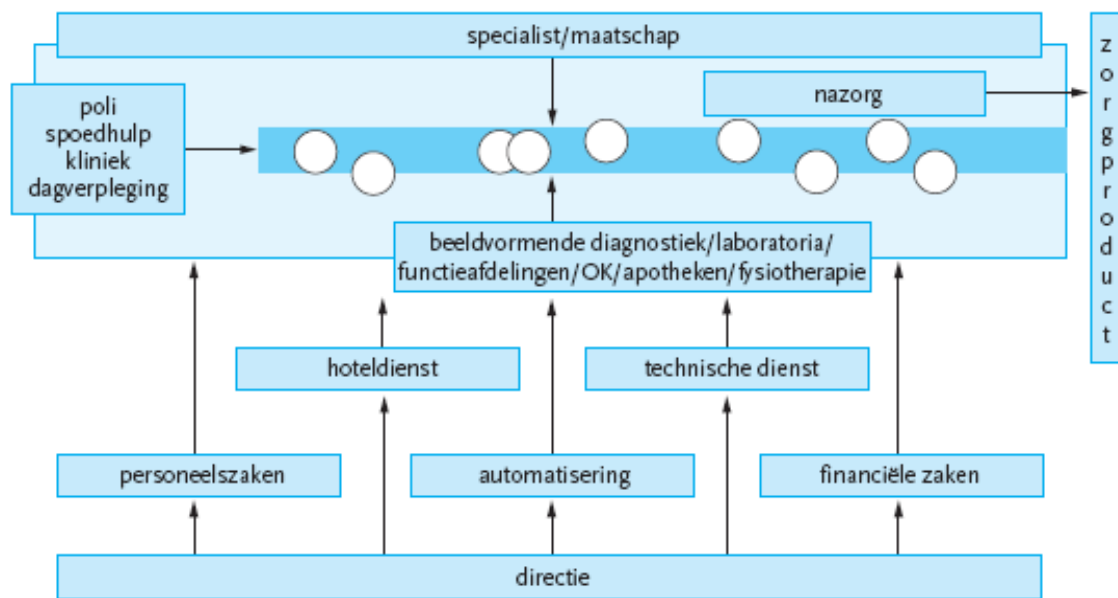 specialist/maatschap
poli
spoedhulp
kliniek
dagverpleging
nazorg
zorgproduct
beeldvormende diagnostiek/laboratoria/
functieafdelingen/OK/apotheken/fysiotherapie
hoteldienst
technische dienst
personeelszaken
automatisering
financiële zaken
directie